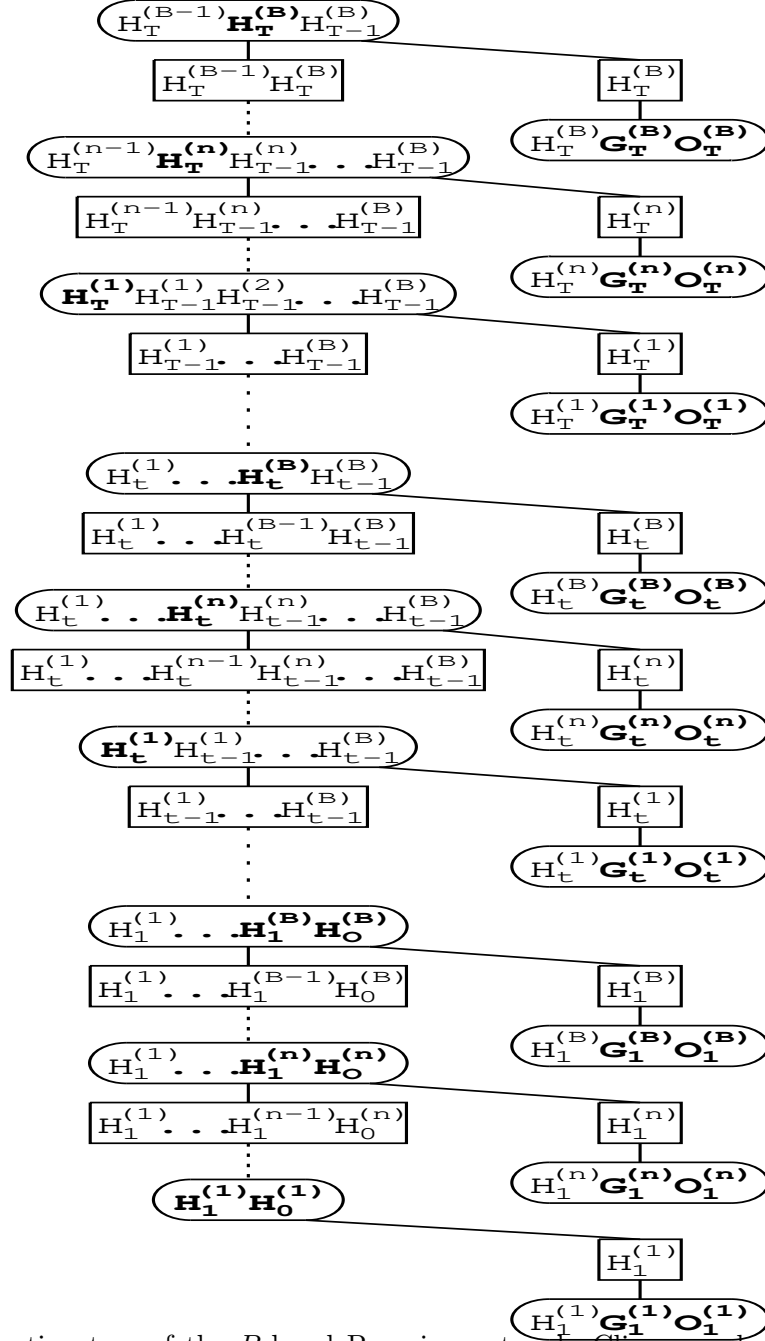 H_T^{(B-1)} H_T^{(B)} H_{T-1}^{(B)}
H_T^{(B-1)} H_T^{(B)}
H_T^{(B)}
H_T^{(B)} G_T^{(B)} O_T^{(B)}
H_T^{(n-1)} H_T^{(n)} H_{T-1}^{(n)} . . . H_{T-1}^{(B)}
H_T^{(n-1)} H_{T-1}^{(n)} . . . H_{T-1}^{(B)}
H_T^{(n)}
H_T^{(n)} G_T^{(n)} O_T^{(n)}
H_T^{(1)} H_{T-1}^{(1)} H_{T-1}^{(2)} . . . H_{T-1}^{(B)}
H_{T-1}^{(1)} . . . H_{T-1}^{(B)}
H_T^{(1)}
H_T^{(1)} G_T^{(1)} O_T^{(1)}
H_t^{(1)} . . . H_t^{(B)} H_{t-1}^{(B)}
H_t^{(1)} . . . H_t^{(B-1)} H_{t-1}^{(B)}
H_t^{(B)}
H_t^{(B)} G_t^{(B)} O_t^{(B)}
H_t^{(1)} . . . H_t^{(n)} H_{t-1}^{(n)} . . . H_{t-1}^{(B)}
H_t^{(1)} . . . H_t^{(n-1)} H_{t-1}^{(n)} . . . H_{t-1}^{(B)}
H_t^{(n)}
H_t^{(n)} G_t^{(n)} O_t^{(n)}
H_t^{(1)} H_{t-1}^{(1)} . . . H_{t-1}^{(B)}
H_{t-1}^{(1)} . . . H_{t-1}^{(B)}
H_t^{(1)}
H_t^{(1)} G_t^{(1)} O_t^{(1)}
H_1^{(1)} . . . H_1^{(B)} H_0^{(B)}
H_1^{(1)} . . . H_1^{(B-1)} H_0^{(B)}
H_1^{(B)}
H_1^{(B)} G_1^{(B)} O_1^{(B)}
H_1^{(1)} . . . H_1^{(n)} H_0^{(n)}
H_1^{(1)} . . . H_1^{(n-1)} H_0^{(n)}
H_1^{(n)}
H_1^{(n)} G_1^{(n)} O_1^{(n)}
H_1^{(1)} H_0^{(1)}
H_1^{(1)}
H_1^{(1)} G_1^{(1)} O_1^{(1)}